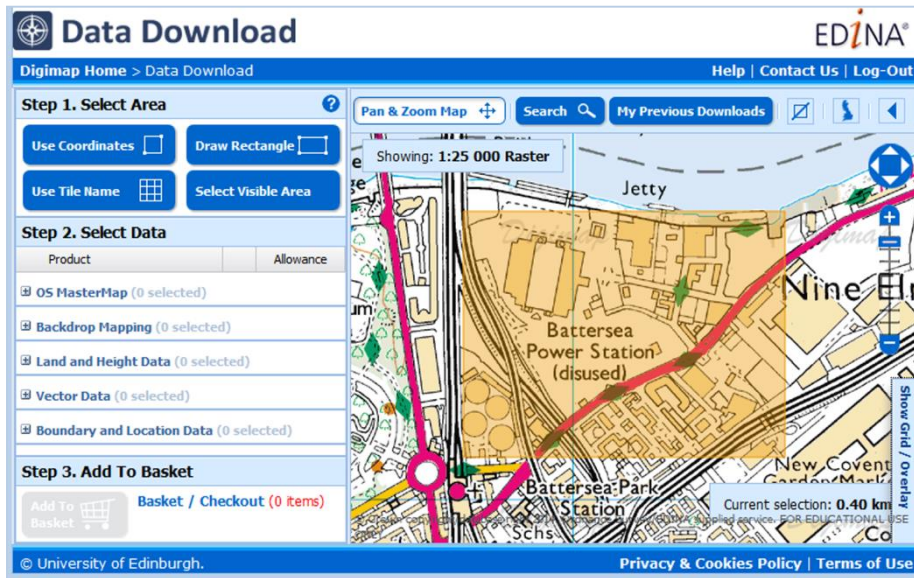 Data Download
EDINA
Digimap Home > Data Download
Help | Contact Us | Log-Out
Step 1. Select Area
?
Use Coordinates
Draw Rectangle
Use Tile Name
Select Visible Area
Step 2. Select Data
Product
Allowance
OS MasterMap (0 selected)
Backdrop Mapping (0 selected)
Land and Height Data (0 selected)
Vector Data (0 selected)
Boundary and Location Data (0 selected)
Step 3. Add To Basket
Add To
Basket
Basket / Checkout (0 items)
Pan & Zoom Map
Search
My Previous Downloads
Showing: 1:25 000 Raster
Jetty
Digimap
Nine El
Battersea
Power Station
(disused)
Show Grid / Overlay
New Covent
Battersea Park
Station
Schs
Current selection: 0.40 km
FOR EDUCATIONAL USE
Co
© University of Edinburgh.
Privacy & Cookies Policy | Terms of Use